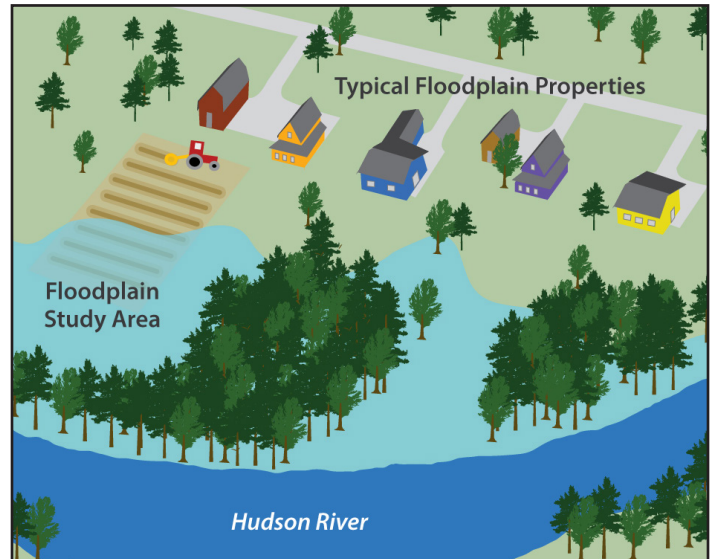 Typical Floodplain Properties
Floodplain
Study Area
Hudson River